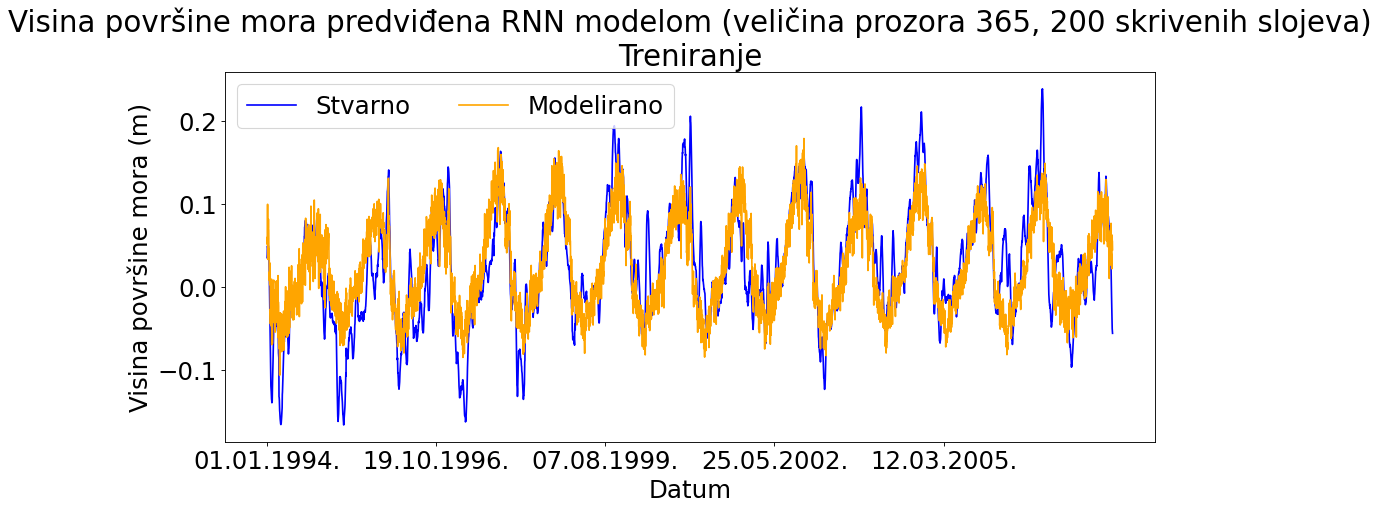 Visina površine mora predviđena RNN modelom (veličina prozora 365, 200 skrivenih slojeva)
Treniranje
Stvarno Modelirano
Visina površine mora (m)
0.2
0.1
0.0
−0.1
01.01.1994. 19.10.1996. 07.08.1999. 25.05.2002. 12.03.2005.
Datum